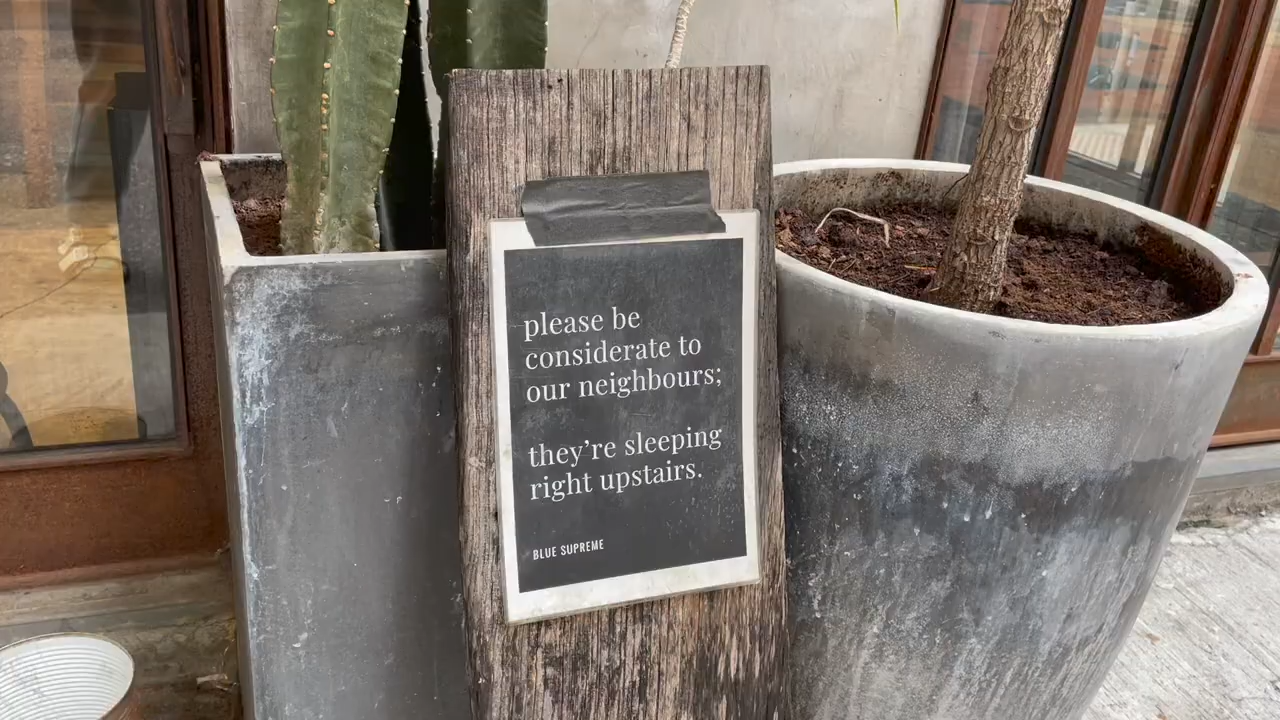 please be
considerate to
our neighbours;
they're sleeping
right upstairs.
BLUE SUPREME